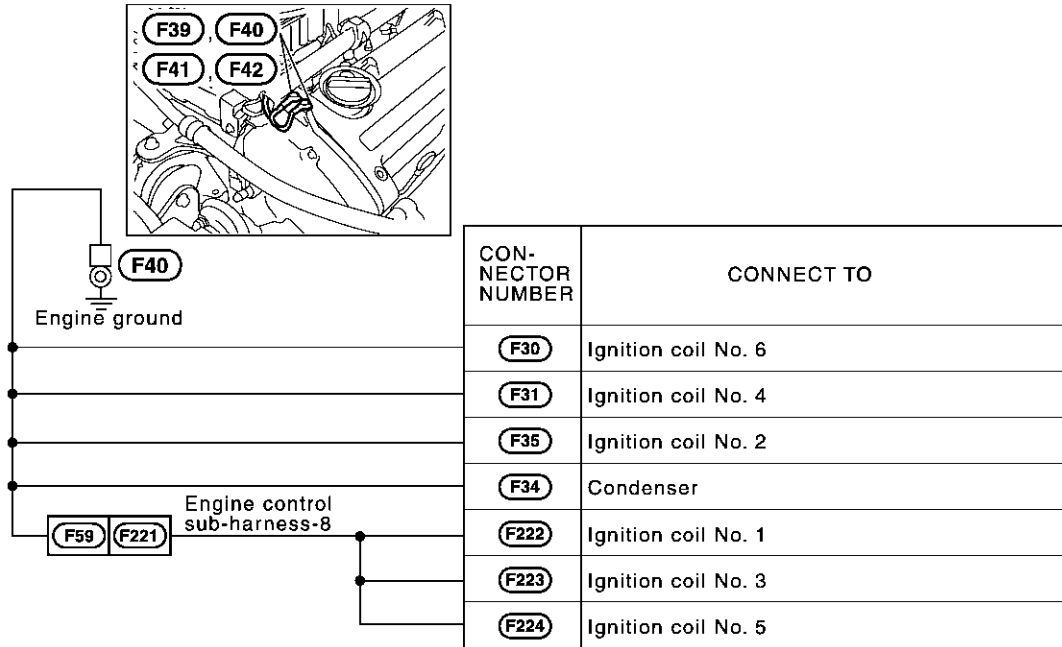 F39 , F40
F41 , F42
F40
Engine ground
CON-
NECTOR
NUMBER
CONNECT TO
F30 Ignition coil No. 6
F31 Ignition coil No. 4
F35 Ignition coil No. 2
F34 Condenser
Engine control
sub-harness-8
F59 F221
F222 Ignition coil No. 1
F223 Ignition coil No. 3
F224 Ignition coil No. 5